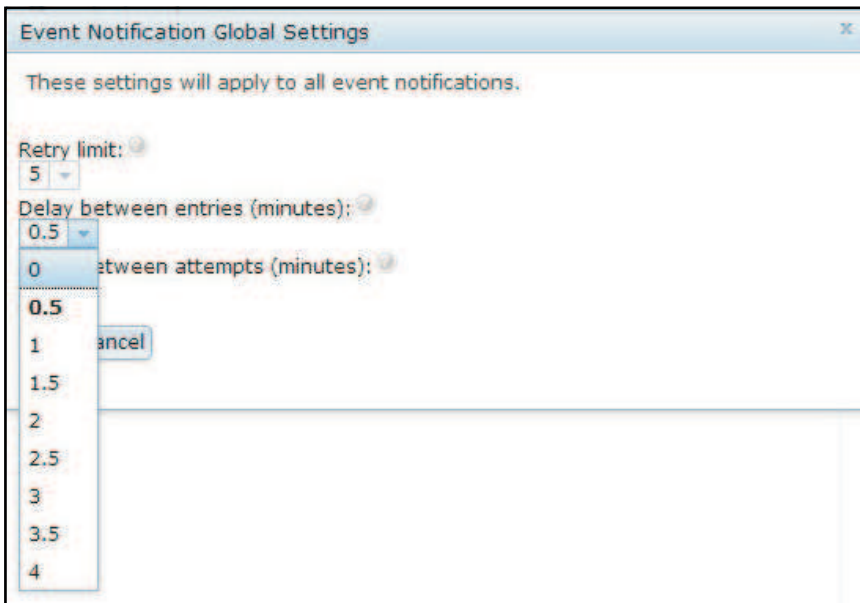 Event Notification Global Settings x
These settings will apply to all event notifications.
Retry limit:
5
Delay between entries (minutes):
0.5
0
between attempts (minutes):
0.5
1
ancel
1.5
2
2.5
3
3.5
4